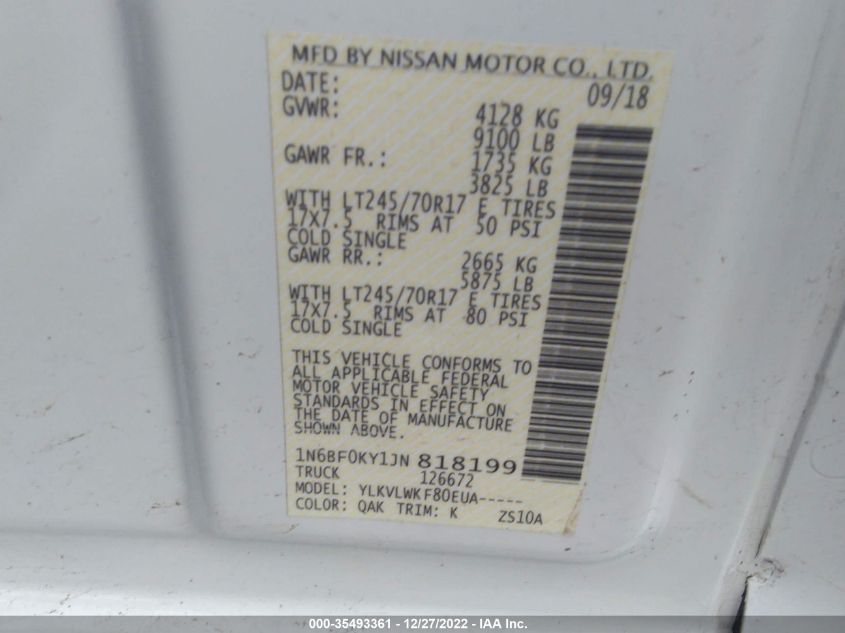 MFD BY NISSAN MOTOR CO., LTD.
DATE: 09/18
GVWR: 4128 KG
9100 LB
GAWR FR.: 1735 KG
3825 LB
WITH LT245/70R17 E TIRES
17X7.5 RIMS AT 50 PSI
COLD SINGLE
GAWR RR.: 2665 KG
5875 LB
WITH LT245/70R17 E TIRES
17X7.5 RIMS AT 80 PSI
COLD SINGLE
THIS VEHICLE CONFORMS TO
ALL APPLICABLE FEDERAL
MOTOR VEHICLE SAFETY
STANDARDS IN EFFECT ON
THE DATE OF MANUFACTURE
SHOWN ABOVE.
1N6BF0KY1JN 818199
TRUCK 126672
MODEL: YLKVLWKF80EUA-----
COLOR: QAK TRIM: K ZS10A
000-35493361 - 12/27/2022 - IAA Inc.